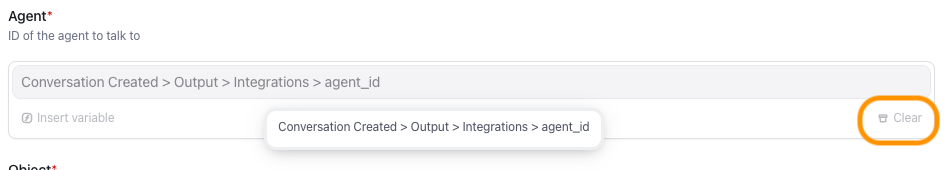 Agent*
ID of the agent to talk to
Conversation Created > Output > Integrations > agent_id
Insert variable
Clear
Conversation Created > Output > Integrations > agent_id
Object*